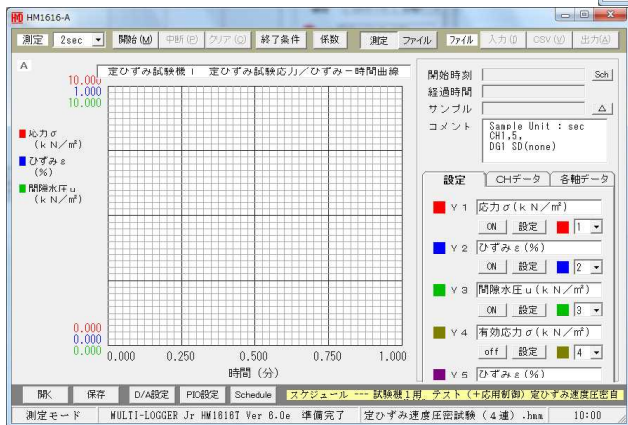 HM1616-A
測定 2sec 開始(M) 中断(P) クリア(Q) 終了条件 係数 測定 ファイル ファイル 入力(I) CSV(V) 出力(A)
A
定ひずみ試験機1 定ひずみ試験応力/ひずみー時間曲線
10.000
1.000
10.000
応力σ
(kN/㎡)
ひずみε
(%)
間隙水圧u
(kN/㎡)
0.000
0.000
0.000
0.000 0.250 0.500 0.750 1.000
時間 (分)
開始時刻 Sch
経過時間
サンプル △
コメント
Sample Unit : sec
CH1,5,
DG1 SD(none)
設定 CHデータ 各軸データ
Y1 応力σ(kN/㎡)
ON 設定 1
Y2 ひずみε(%)
ON 設定 2
Y3 間隙水圧u(kN/㎡)
ON 設定 3
Y4 有効応力σ(kN/㎡)
off 設定 4
Y5 ひずみε(%)
開く 保存 D/A設定 PIO設定 Schedule スケジュール --- 試験機1用、テスト(+応用制御)定ひずみ速度圧密自
測定モード MULTI-LOGGER Jr HM1616T Ver 6.0e 準備完了 定ひずみ速度圧密試験(4連).hmm 10:00